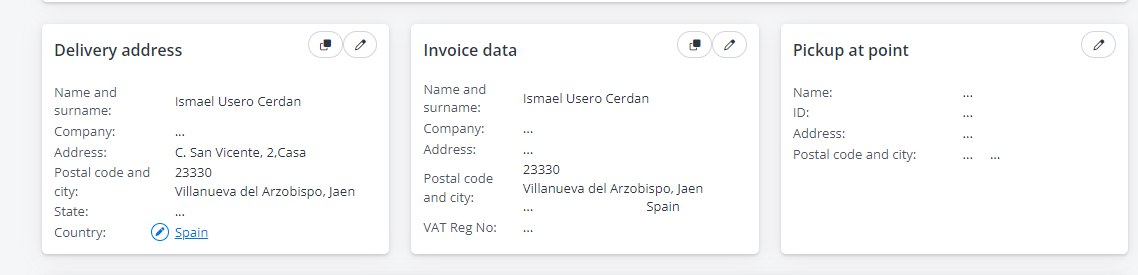 Delivery address
Name and surname: Ismael Usero Cerdan
Company: ...
Address: C. San Vicente, 2,Casa
Postal code and city: 23330
Villanueva del Arzobispo, Jaen
State: ...
Country: Spain
Invoice data
Name and surname: Ismael Usero Cerdan
Company: ...
Address: ...
Postal code and city: 23330
Villanueva del Arzobispo, Jaen
... Spain
VAT Reg No: ...
Pickup at point
Name: ...
ID: ...
Address: ...
Postal code and city: ... ...